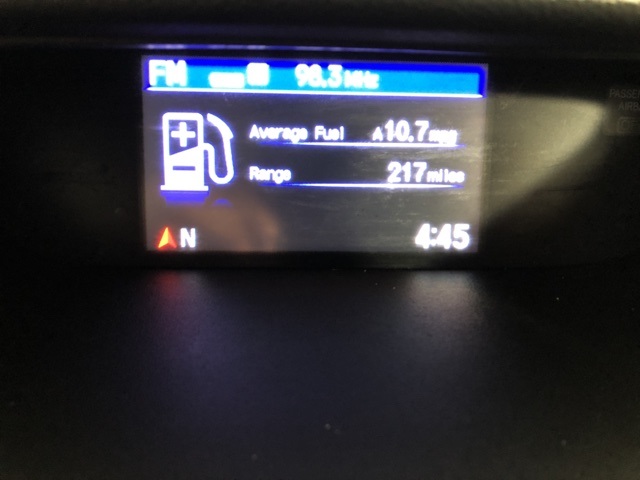 FM 98.3 MHz
Average Fuel A 10.7 mpg
Range 217 miles
N 4:45